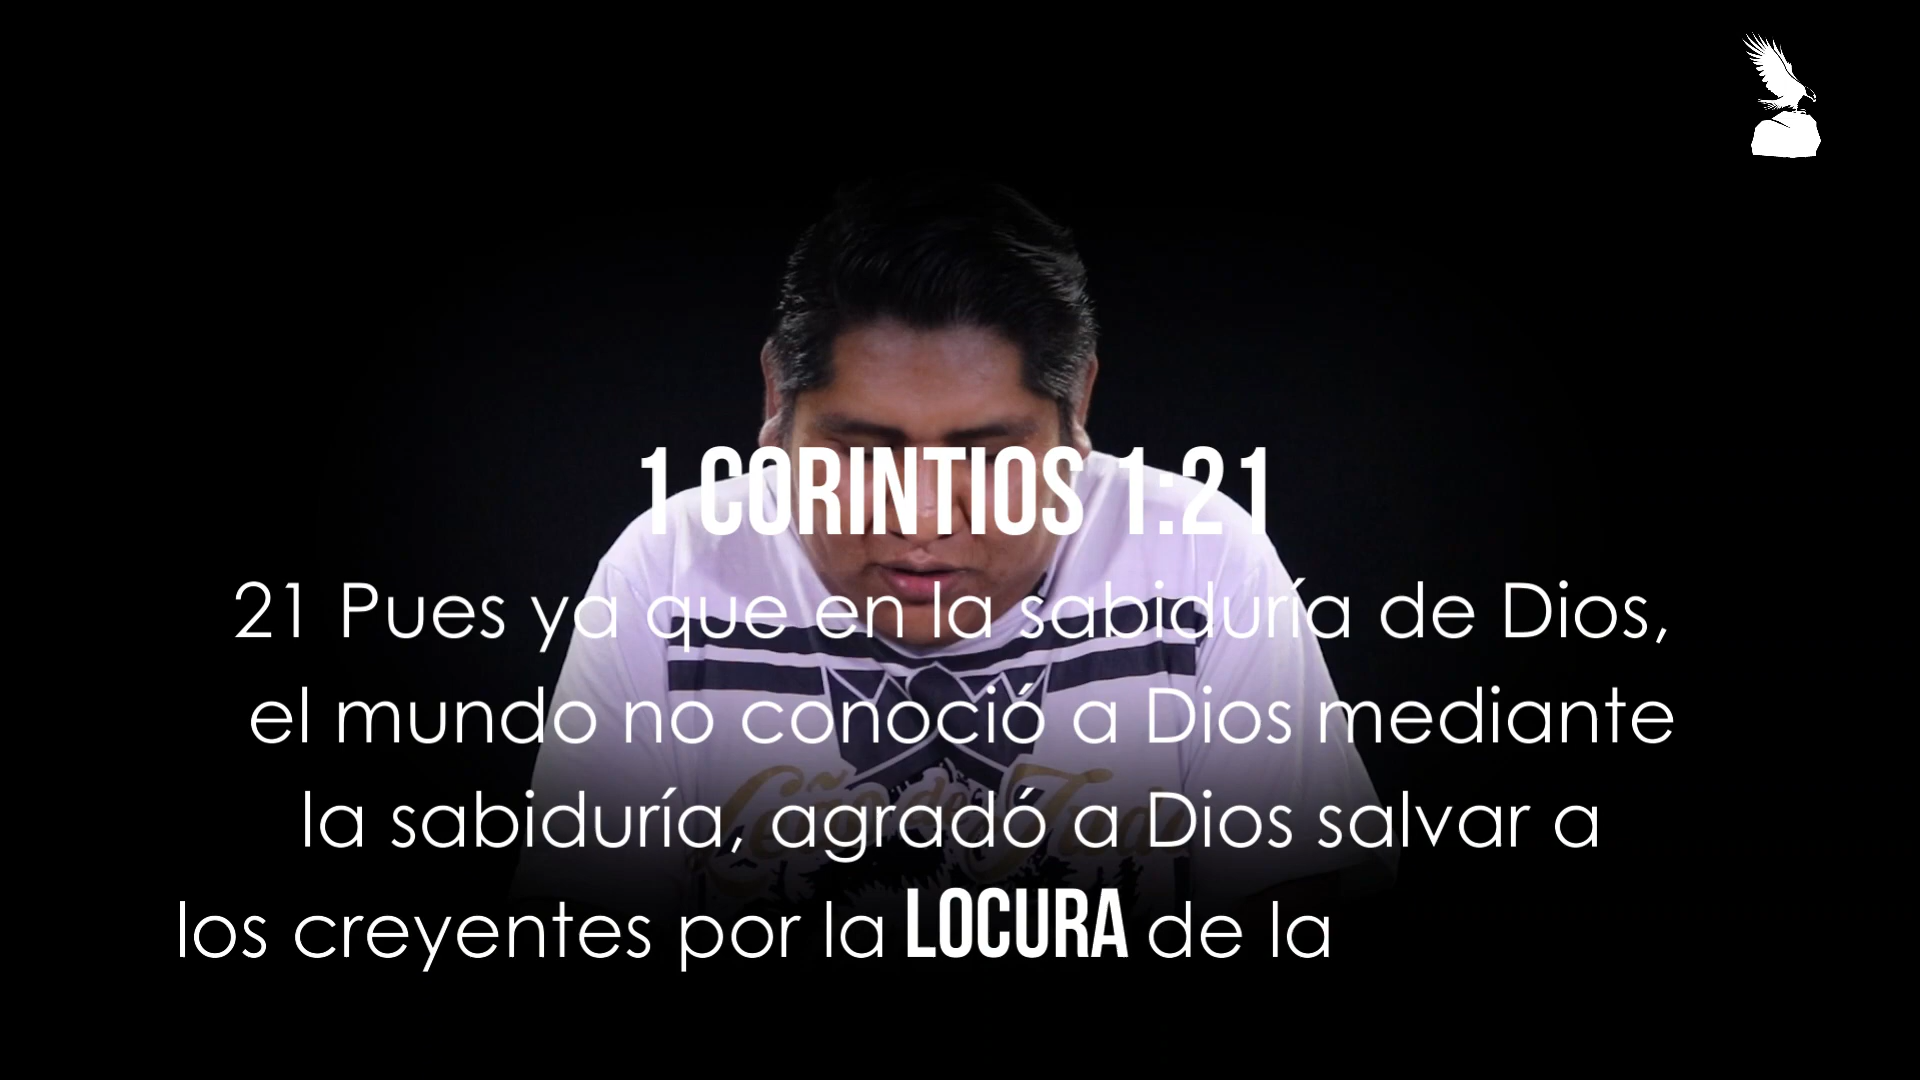 1 CORINTIOS 1:21
21 Pues ya que en la sabiduría de Dios,
el mundo no conoció a Dios mediante
la sabiduría, agradó a Dios salvar a
los creyentes por la LOCURA de la